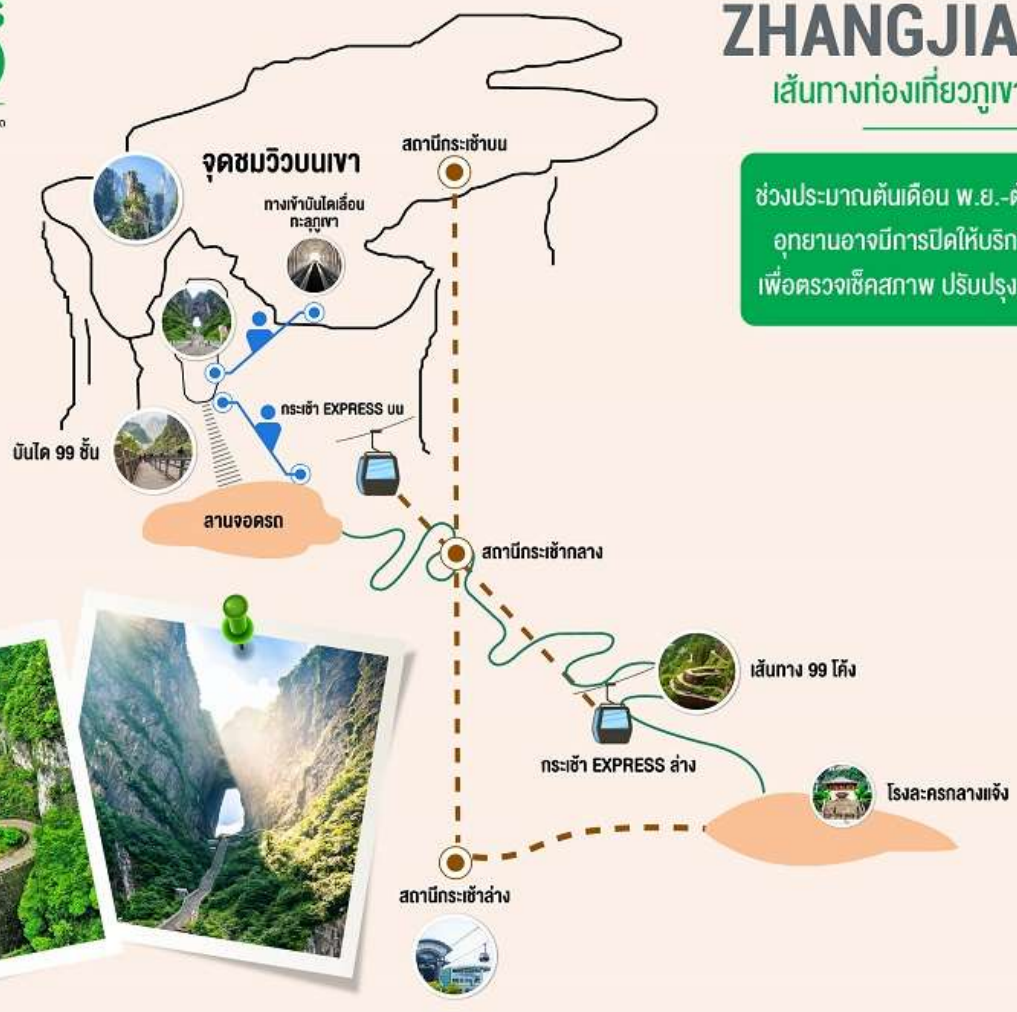 ZHANGJIA
เส้นทางท่องเที่ยวภูเขา
ช่วงประมาณต้นเดือน พ.ย.-ต้
อุทยานอาจมีการปิดให้บริก
เพื่อตรวจเช็คสภาพ ปรับปรุง
สถานีกระเช้าบน
จุดชมวิวบนเขา
ทางเข้าบันไดเลื่อน
ทะลุภูเขา
กระเช้า EXPRESS บน
บันได 99 ชั้น
ลานจอดรถ
สถานีกระเช้ากลาง
เส้นทาง 99 โค้ง
กระเช้า EXPRESS ล่าง
โรงละครกลางแจ้ง
สถานีกระเช้าล่าง